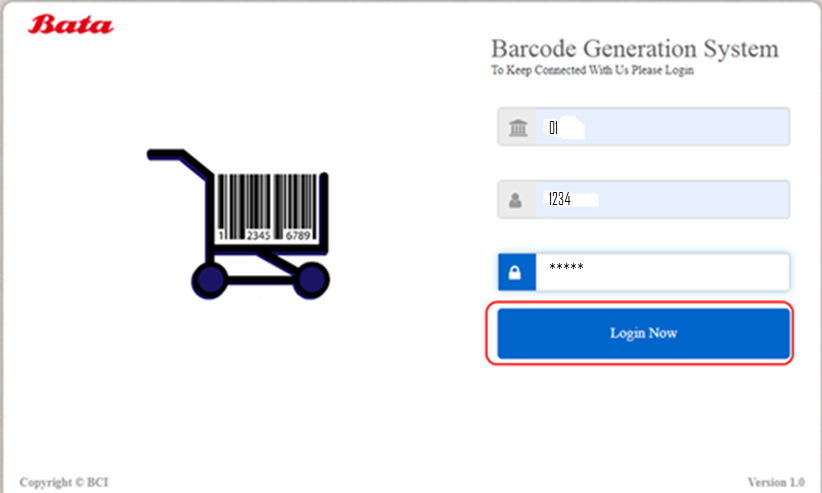 Bata
Barcode Generation System
To Keep Connected With Us Please Login
01
1234
*****
1 2345 6789
Login Now
Copyright © BCI
Version 1.0